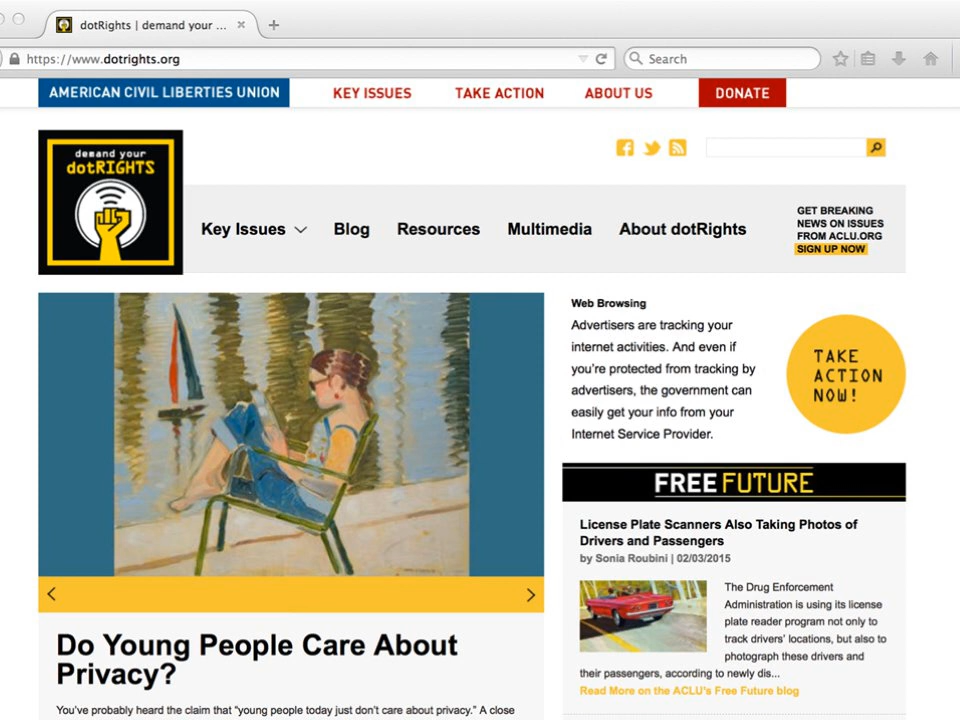 dotRights | demand your ...
https://www.dotrights.org
Search
AMERICAN CIVIL LIBERTIES UNION
KEY ISSUES
TAKE ACTION
ABOUT US
DONATE
demand your
dotRIGHTS
Key Issues
Blog
Resources
Multimedia
About dotRights
GET BREAKING
NEWS ON ISSUES
FROM ACLU.ORG
SIGN UP NOW
Do Young People Care About
Privacy?
You've probably heard the claim that “young people today just don't care about privacy.” A close
Web Browsing
Advertisers are tracking your
internet activities. And even if
you're protected from tracking by
advertisers, the government can
easily get your info from your
Internet Service Provider.
TAKE
ACTION
NOW!
FREE FUTURE
License Plate Scanners Also Taking Photos of
Drivers and Passengers
by Sonia Roubini | 02/03/2015
The Drug Enforcement
Administration is using its license
plate reader program not only to
track drivers' locations, but also to
photograph these drivers and
their passengers, according to newly dis...
Read More on the ACLU's Free Future blog